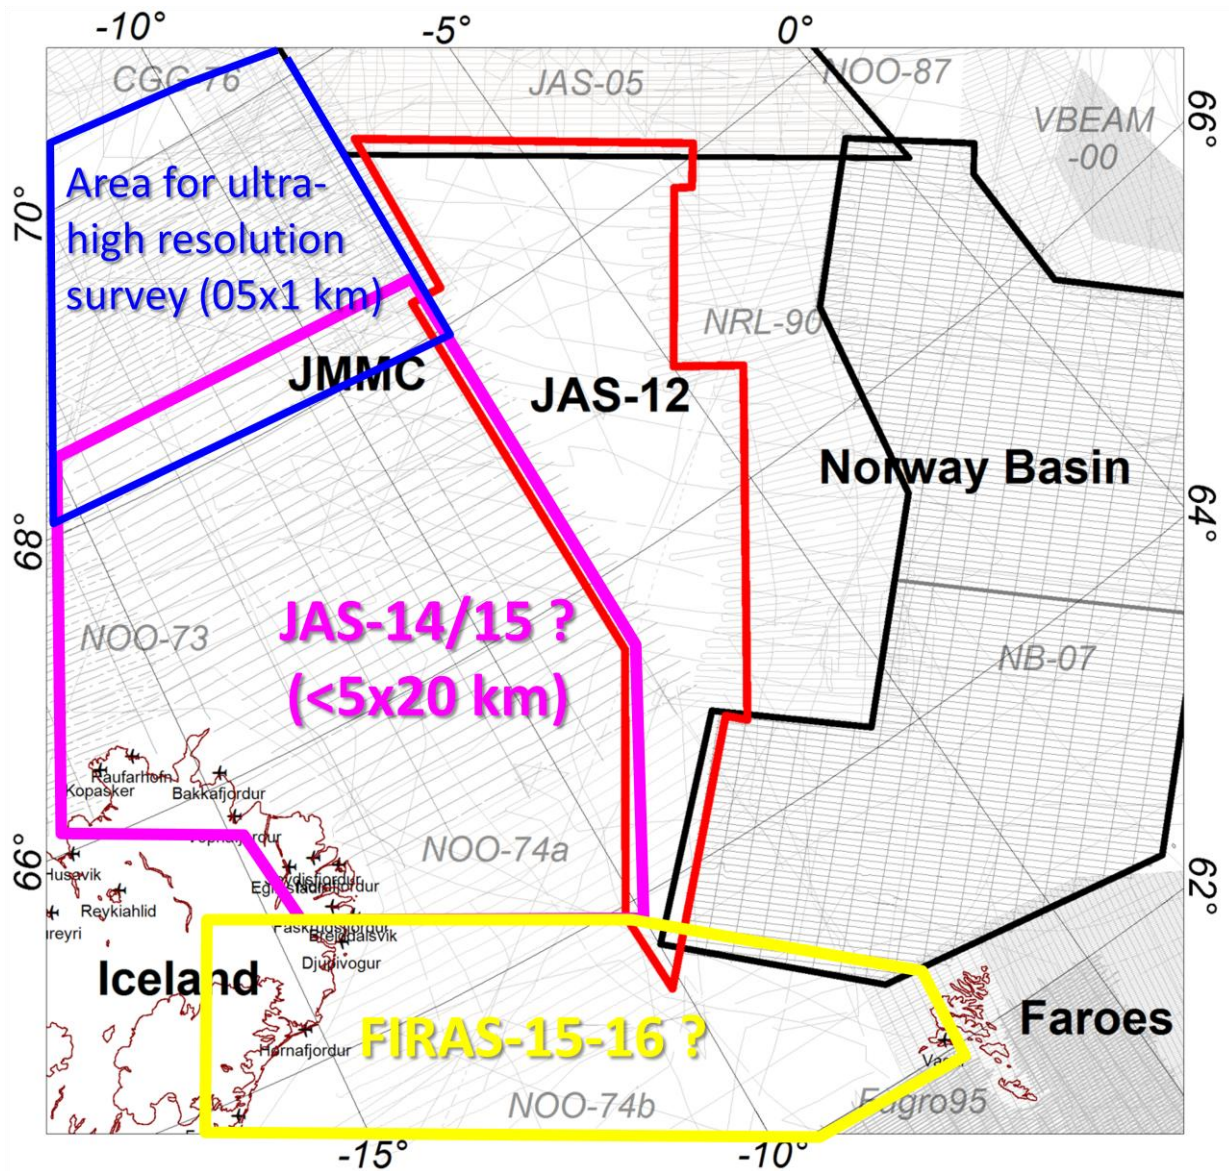 -10°
-5°
0°
CGG-76
JAS-05
NOO-87
VBEAM
-00
66°
70°
Area for ultra-
high resolution
survey (05x1 km)
NRL-90
JMMC
JAS-12
Norway Basin
64°
68°
JAS-14/15 ?
(<5x20 km)
NOO-73
NB-07
Raufarhofn
Kopasker
Bakkafjordur
NOO-74a
66°
Husavik
62°
Reykiahlid
Faskrudsfjordur
ureyri
Breiddalsvik
Djupivogur
Iceland
Faroes
FIRAS-15-16 ?
Hornafjordur
NOO-74b
Fugro95
-15°
-10°